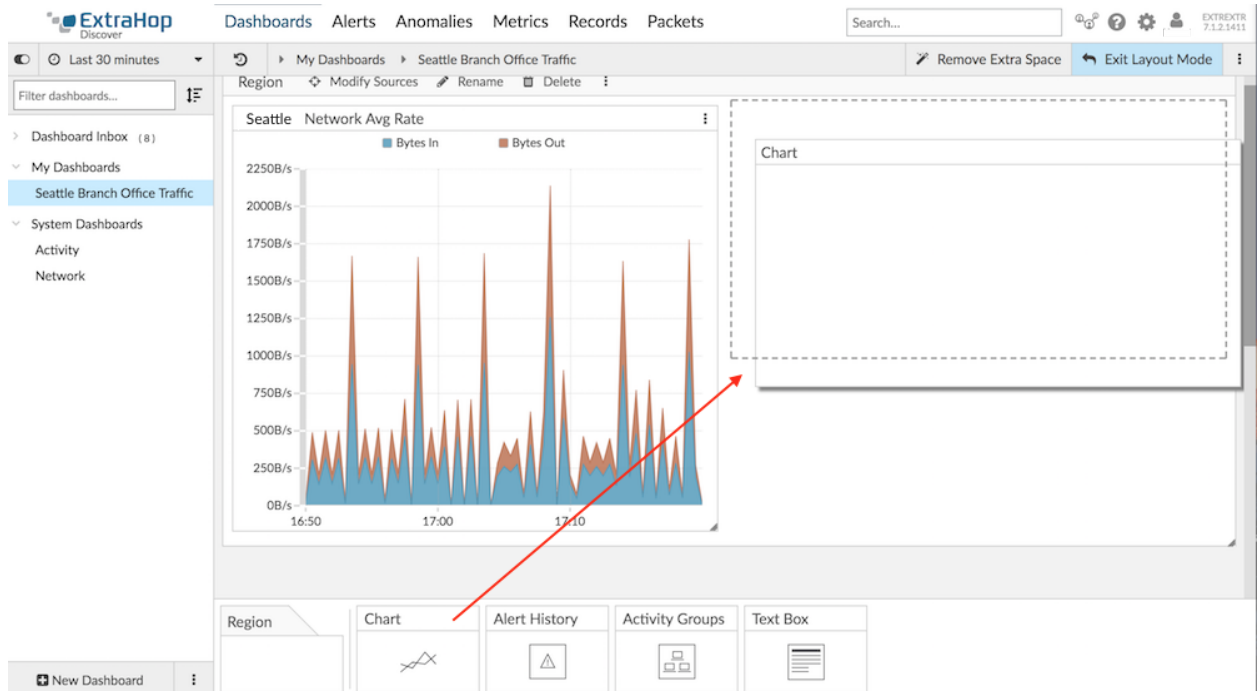 ExtraHop
Discover
Dashboards Alerts Anomalies Metrics Records Packets
Search...
EXTREXTR
7.1.2.1411
Last 30 minutes
My Dashboards Seattle Branch Office Traffic
Remove Extra Space
Exit Layout Mode
Filter dashboards...
Dashboard Inbox (8)
My Dashboards
Seattle Branch Office Traffic
System Dashboards
Activity
Network
New Dashboard
Region Modify Sources Rename Delete
Seattle Network Avg Rate
Bytes In Bytes Out
2250B/s
2000B/s
1750B/s
1500B/s
1250B/s
1000B/s
750B/s
500B/s
250B/s
0B/s
16:50 17:00 17:10
Chart
Region
Chart
Alert History
Activity Groups
Text Box